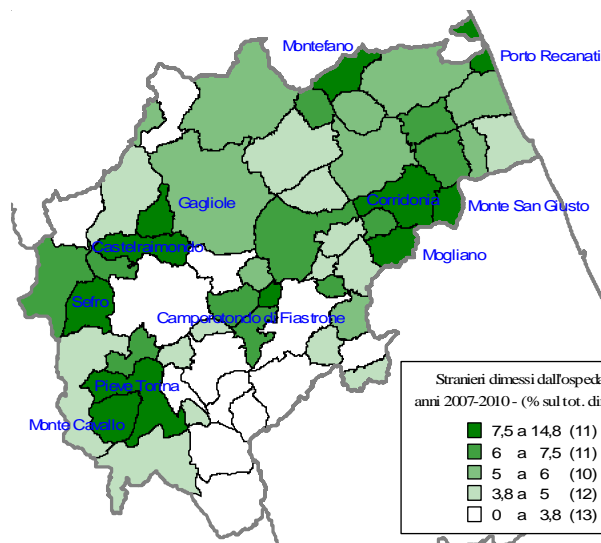 Montefano
Porto Recanati
Gagliole
Corridonia
Monte San Giusto
Castelraimondo
Mogliano
Sefro
Camporotondo di Fiastrone
Pieve Torina
Monte Cavallo
Stranieri dimessi dall'ospeda
anni 2007-2010 - (% sul tot. di
7,5 a 14,8 (11)
6 a 7,5 (11)
5 a 6 (10)
3,8 a 5 (12)
0 a 3,8 (13)